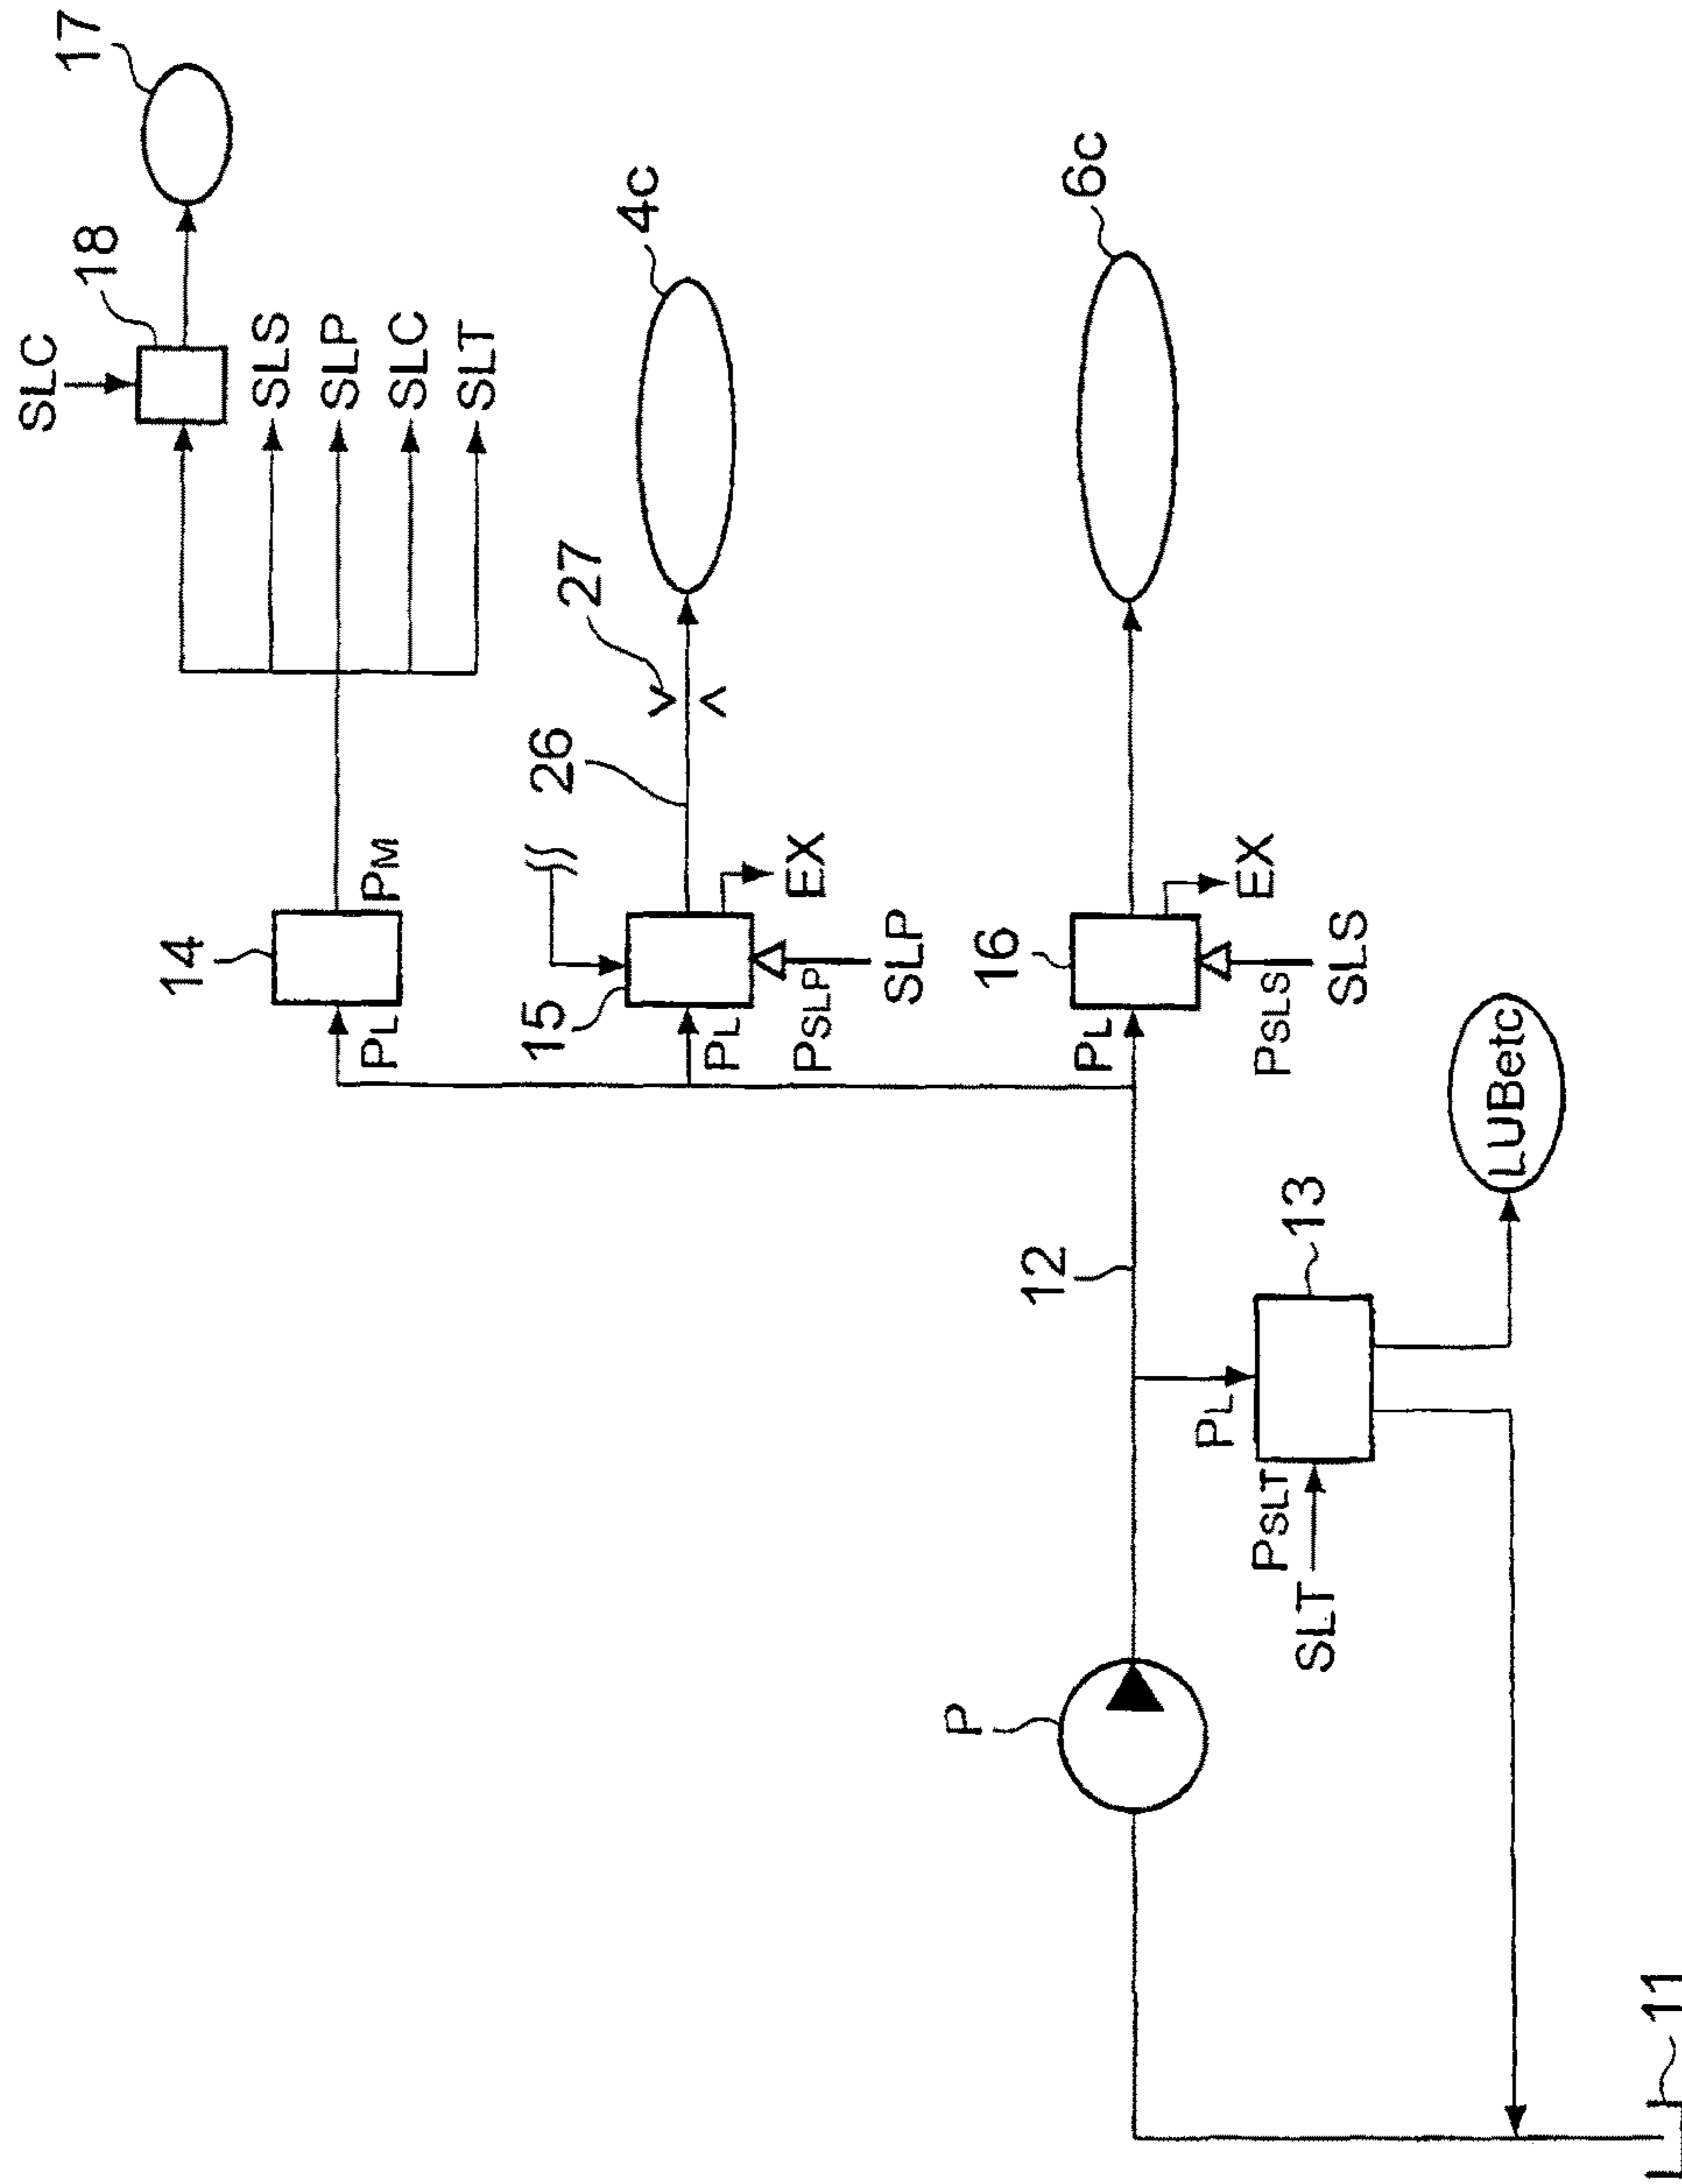 17
SLC
18
SLS
SLP
SLC
SLT
14
PL
PM
4c
27
26
15
PL
EX
PSLP
SLP
6c
16
PL
EX
PSLS
SLS
12
LUBetc
13
PL
PSLT
SLT
P
11